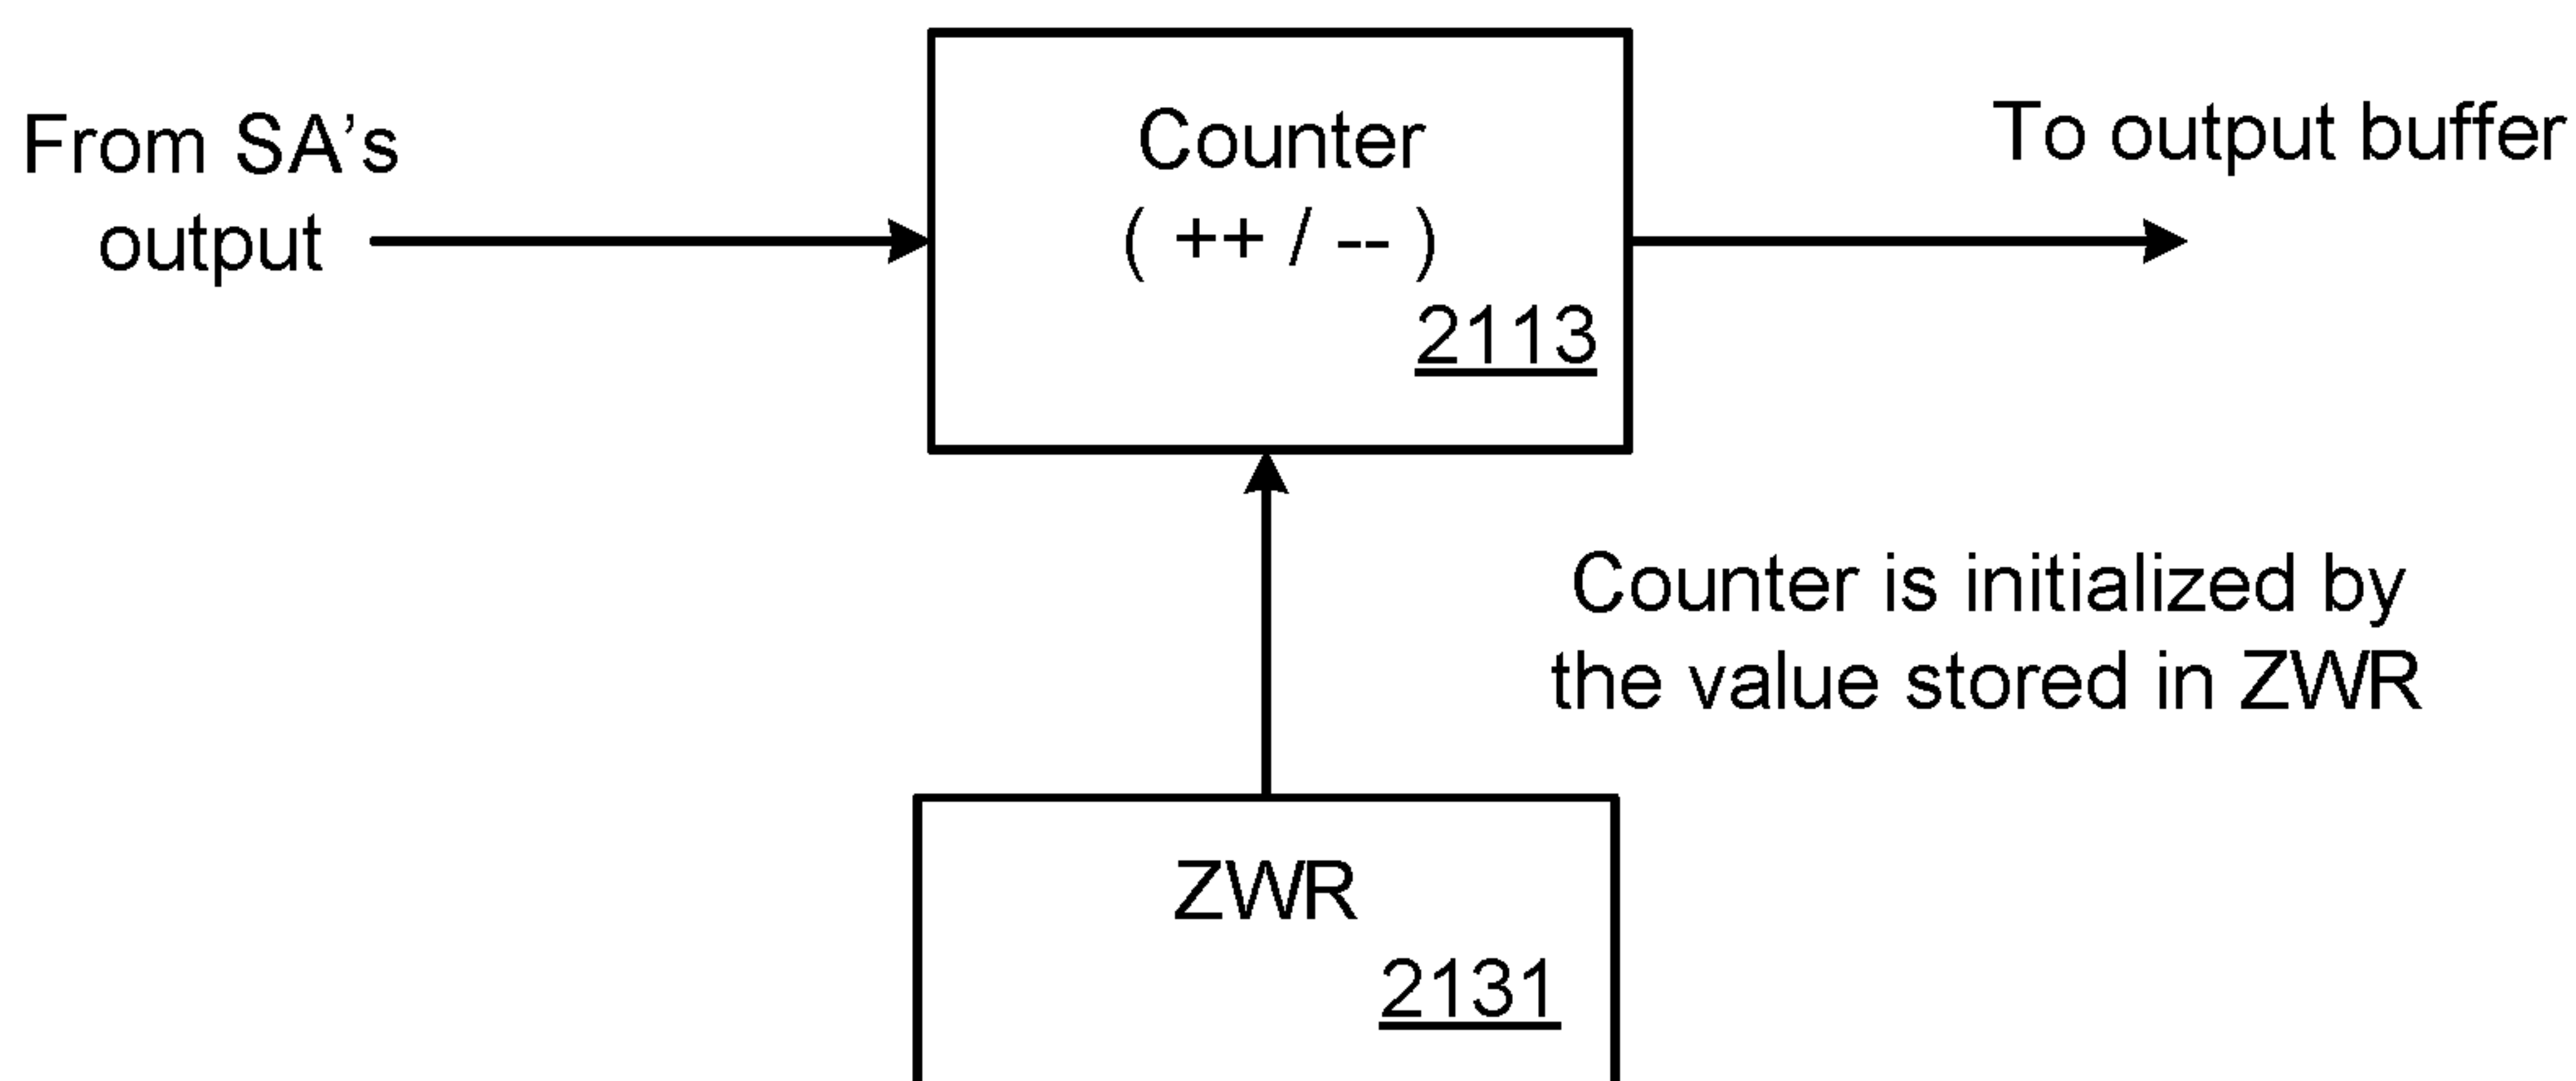 From SA's
output
Counter
( ++ / -- )
2113
To output buffer
Counter is initialized by
the value stored in ZWR
ZWR
2131